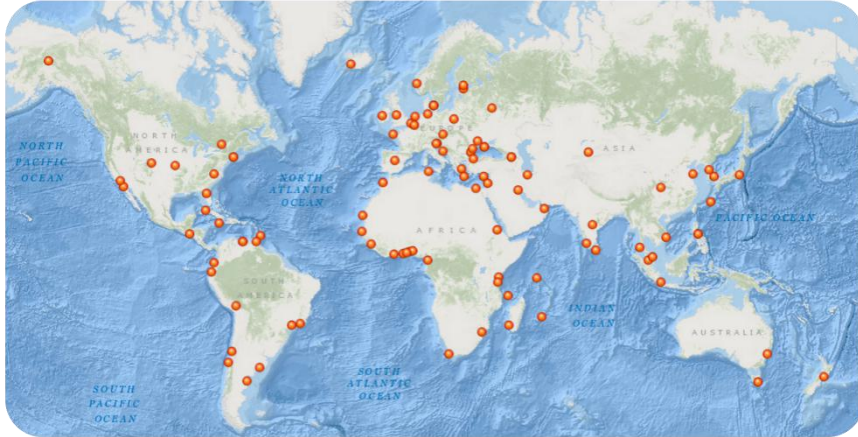 NORTH
PACIFIC
OCEAN
NORTH
AMERICA
NORTH
ATLANTIC
OCEAN
EUROPE
ASIA
AFRICA
PACIFIC OCEAN
SOUTH
AMERICA
INDIAN
OCEAN
AUSTRALIA
SOUTH
ATLANTIC
OCEAN
SOUTH
PACIFIC
OCEAN